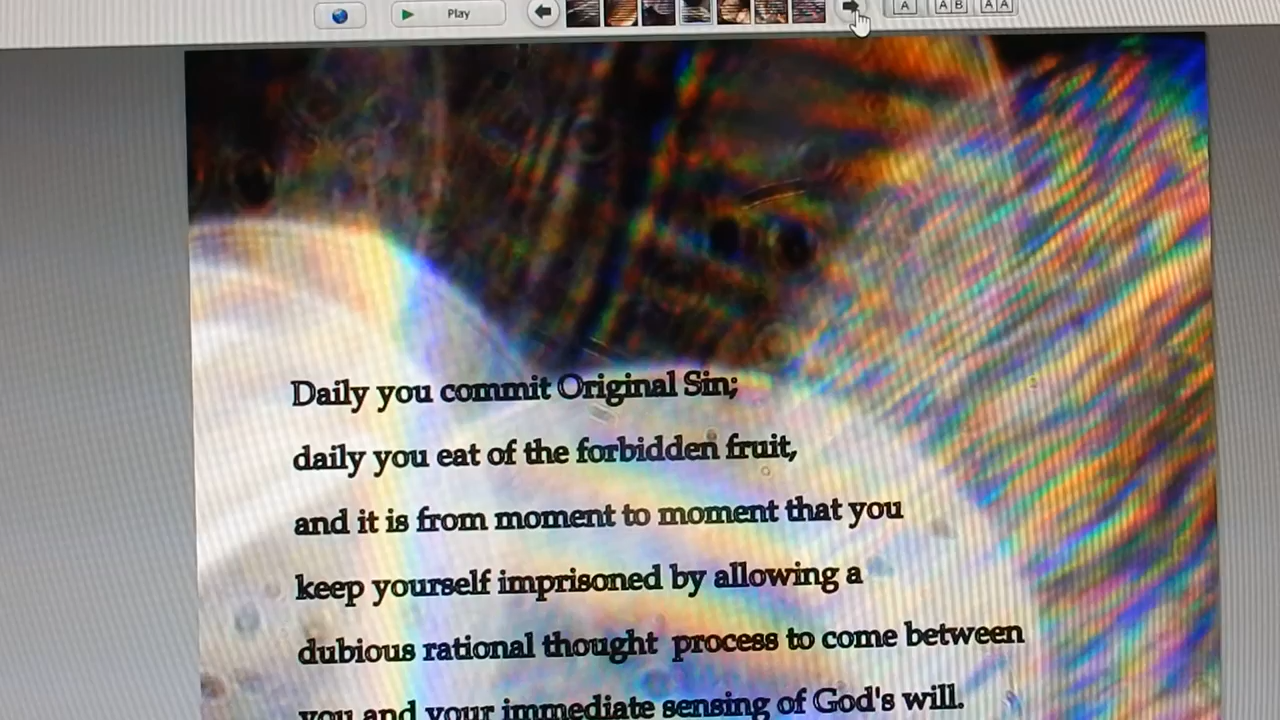 Play
A
A B
A A
Daily you commit Original Sin;
daily you eat of the forbidden fruit,
and it is from moment to moment that you
keep yourself imprisoned by allowing a
dubious rational thought process to come between
you and your immediate sensing of God's will.